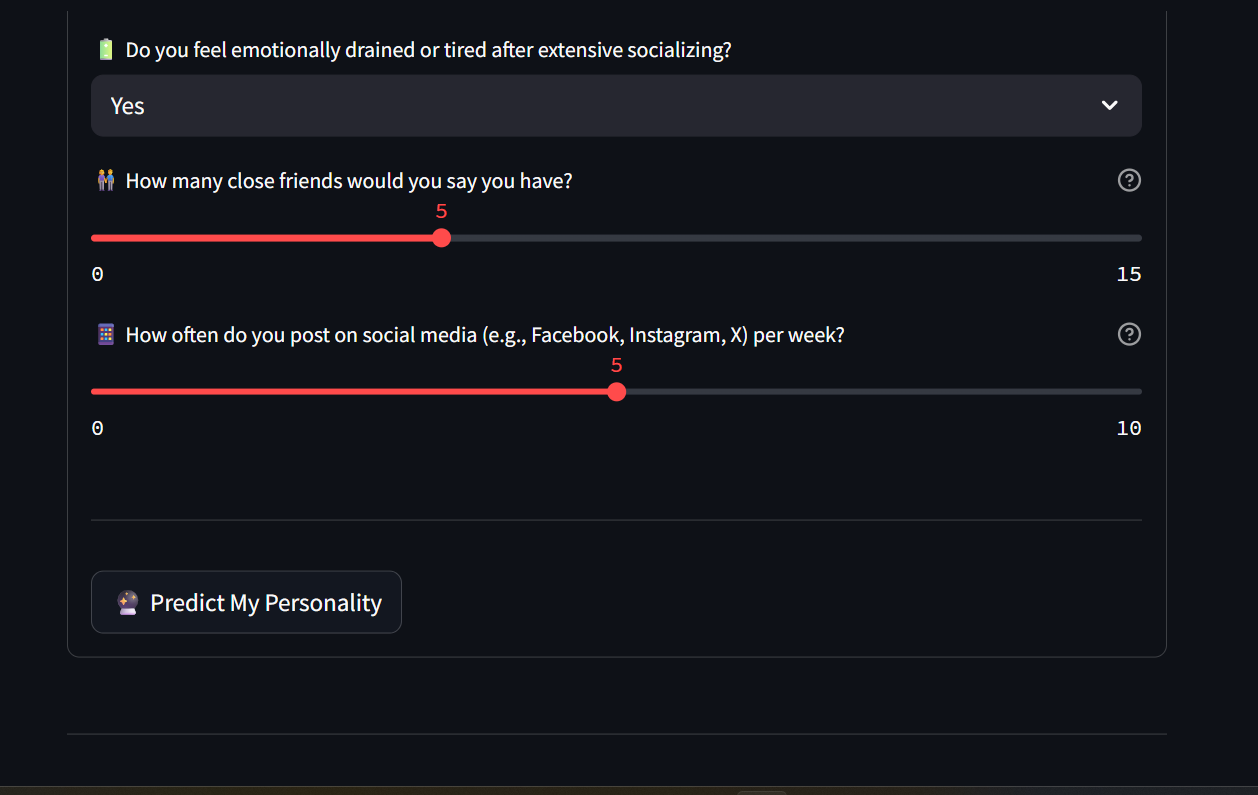 Do you feel emotionally drained or tired after extensive socializing?
Yes
How many close friends would you say you have?
5
0 15
How often do you post on social media (e.g., Facebook, Instagram, X) per week?
5
0 10
Predict My Personality